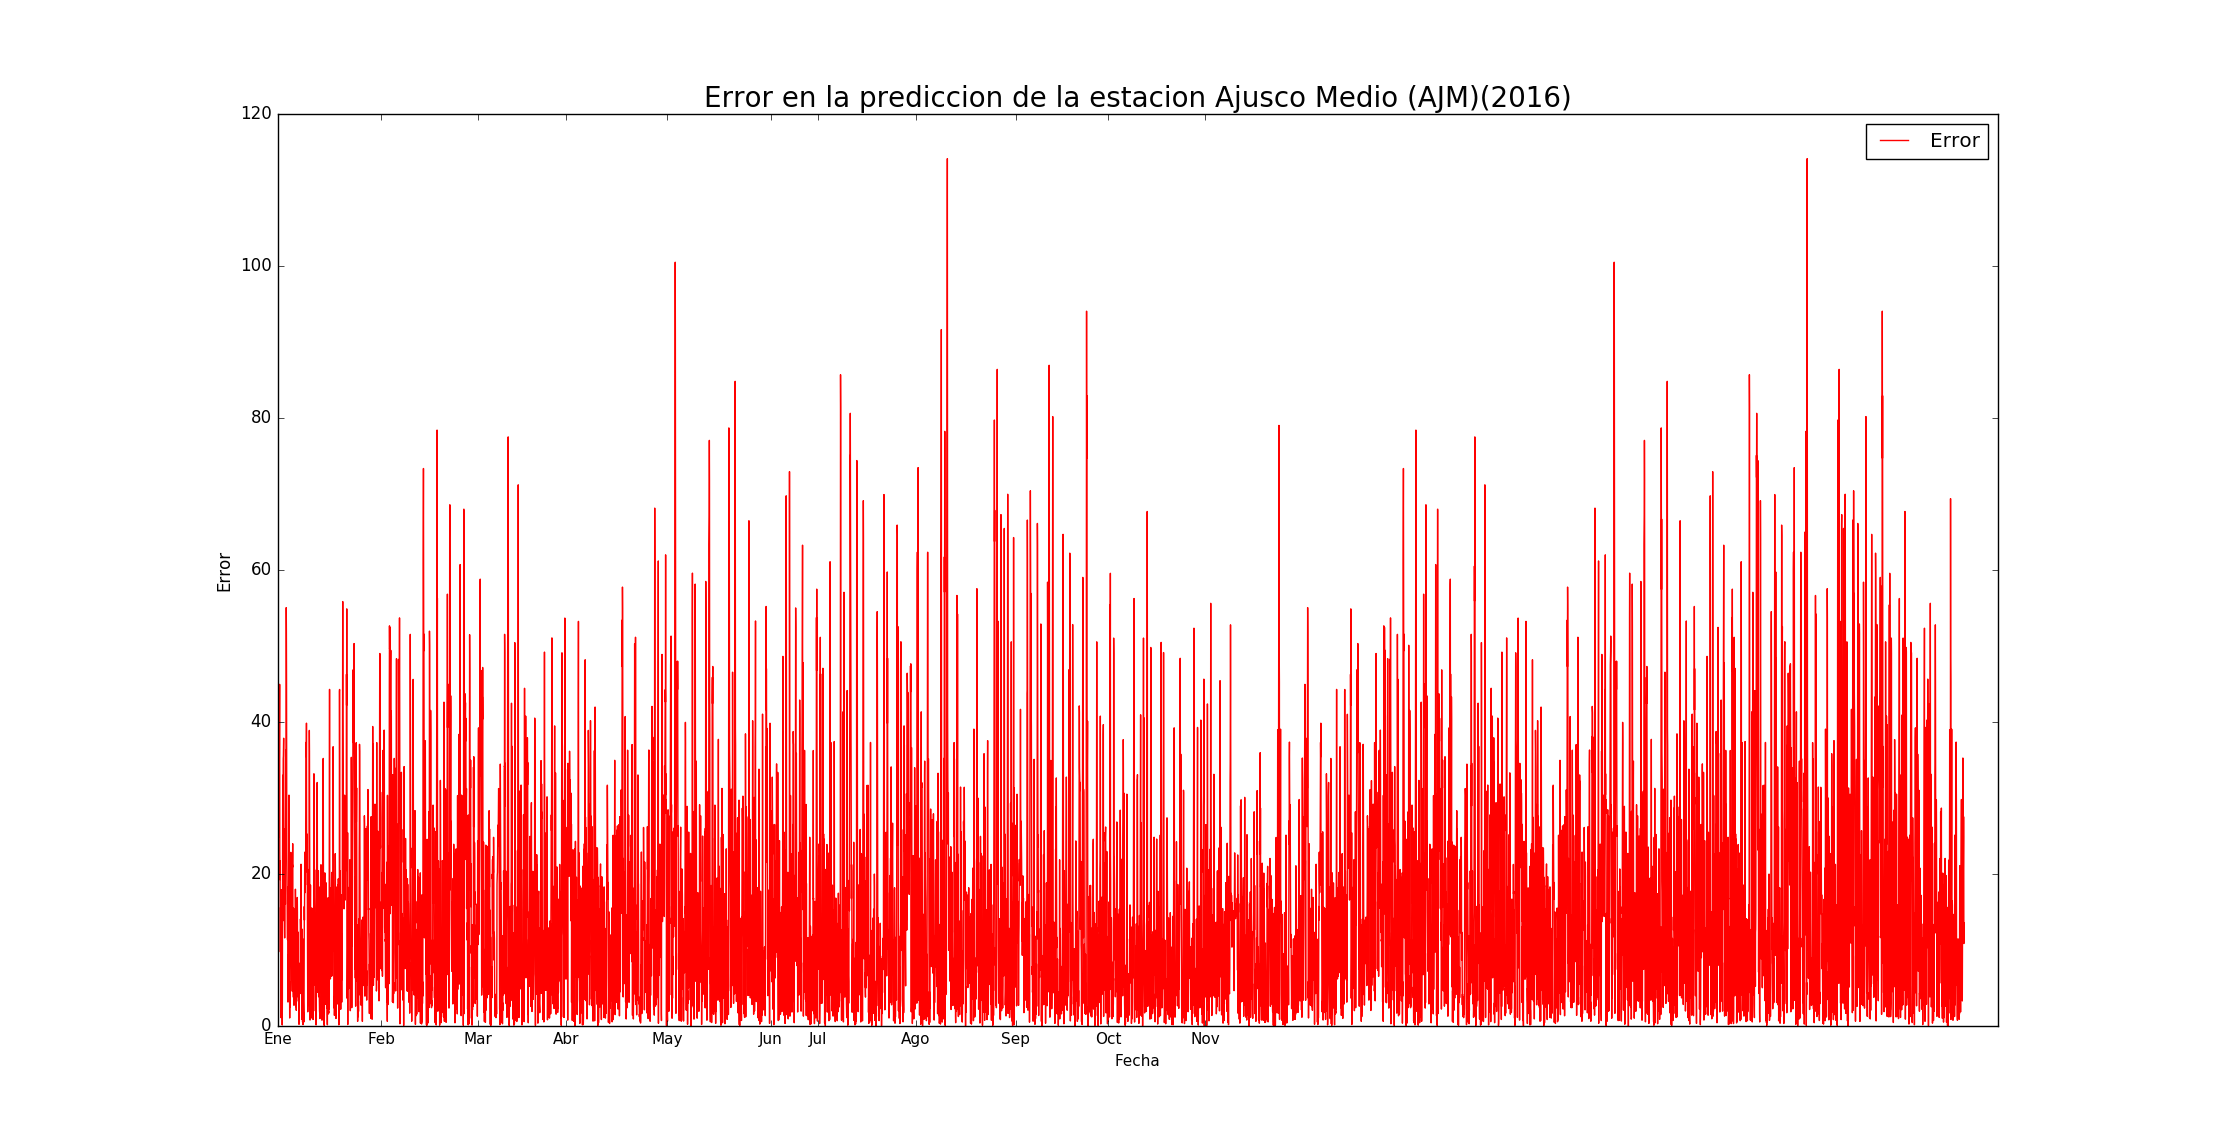 Error en la prediccion de la estacion Ajusco Medio (AJM)(2016)
120
Error
100
80
60
Error
40
20
0
Ene Feb Mar Abr May Jun Jul Ago Sep Oct Nov
Fecha